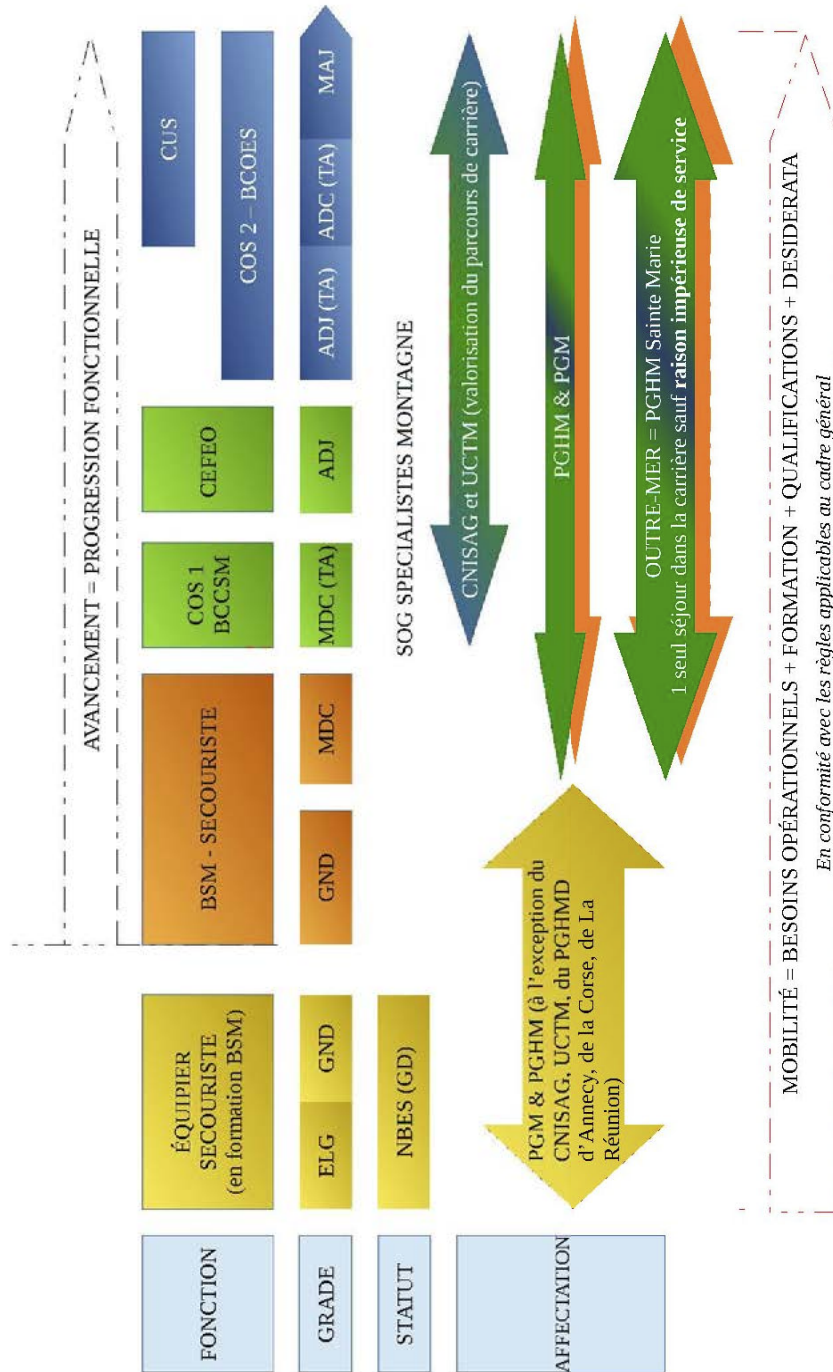 AVANCEMENT = PROGRESSION FONCTIONNELLE
FONCTION
ÉQUIPIER
SECOURISTE
(en formation BSM)
BSM - SECOURISTE
COS 1
BCCSM
CEFEO
COS 2 – BCOES
CUS
GRADE
ELG
GND
GND
MDC
MDC (TA)
ADJ
ADJ (TA)
ADC (TA)
MAJ
STATUT
NBES (GD)
SOG SPECIALISTES MONTAGNE
AFFECTATION
PGM & PGHM (à l’exception du
CNISAG, UCTM, du PGHMD
d’Annecy, de la Corse, de La
Réunion)
CNISAG et UCTM (valorisation du parcours de carrière)
PGHM & PGM
OUTRE-MER = PGHM Sainte Marie
1 seul séjour dans la carrière sauf raison impérieuse de service
MOBILITÉ = BESOINS OPÉRATIONNELS + FORMATION + QUALIFICATIONS + DESIDERATA
En conformité avec les règles applicables au cadre général